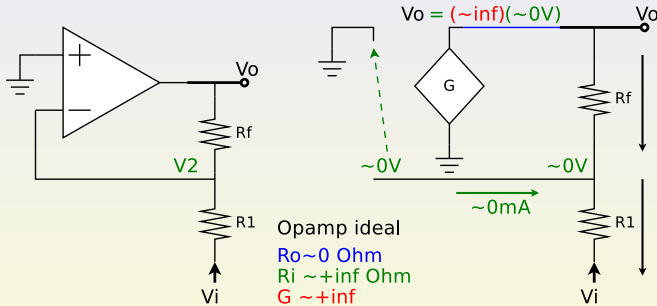 Vo = (~inf)(~0V)
Vo
Vo
G
Rf
Rf
V2
~0V
~0V
~0mA
R1
R1
Opamp ideal
Ro~0 Ohm
Ri ~+inf Ohm
G ~+inf
Vi
Vi